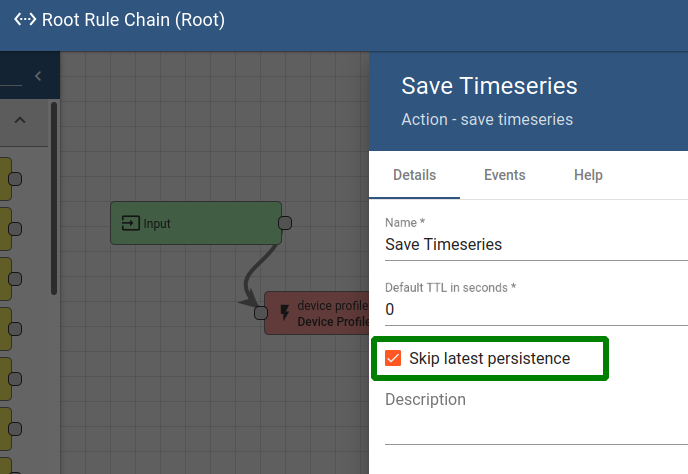 Root Rule Chain (Root)
Save Timeseries
Action - save timeseries
Details Events Help
Input
device profile
Device Profile
Name *
Save Timeseries
Default TTL in seconds *
0
Skip latest persistence
Description